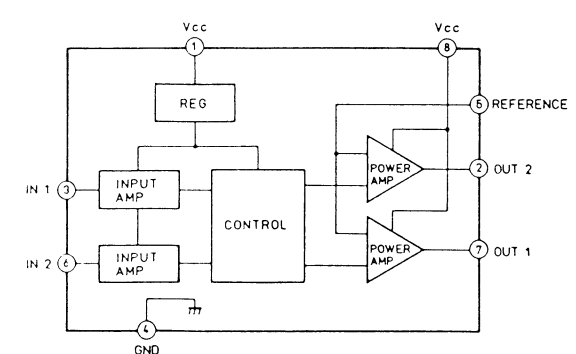 Vcc
Vcc
1
8
REG
5 REFERENCE
POWER
AMP
2 OUT 2
IN 1 3
INPUT
AMP
CONTROL
POWER
AMP
7 OUT 1
IN 2 6
INPUT
AMP
4
GND